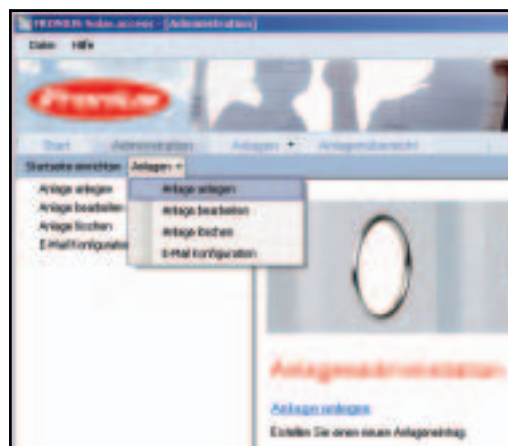 FRONIUS Solar.access - [Administration]
Datei Hilfe
Fronius
Start Administration Anlagen Anlagenübersicht
Startseite einrichten Anlagen
Anlage anlegen
Anlage bearbeiten
Anlage löschen
E-Mail Konfiguration
Anlage anlegen
Anlage bearbeiten
Anlage löschen
E-Mail Konfiguration
Anlagenadministration
Anlage anlegen
Erstellen Sie einen neuen Anlageneintrag.